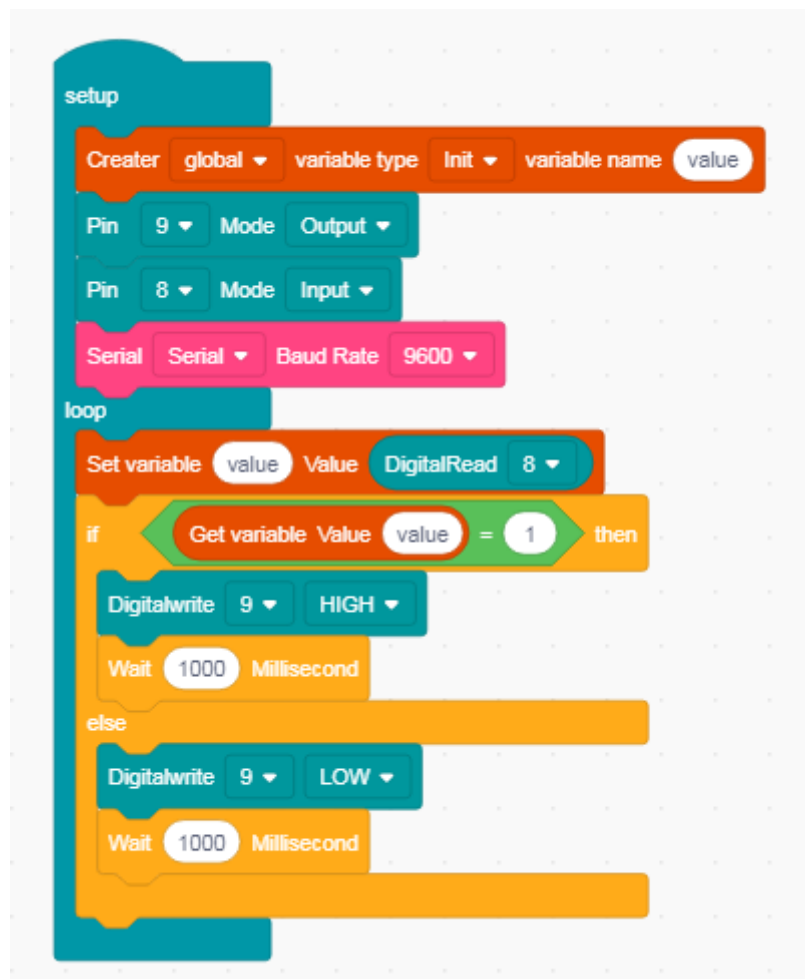 setup
Creater global variable type Init variable name value
Pin 9 Mode Output
Pin 8 Mode Input
Serial Serial Baud Rate 9600
loop
Set variable value Value DigitalRead 8
if Get variable Value value = 1 then
Digitalwrite 9 HIGH
Wait 1000 Millisecond
else
Digitalwrite 9 LOW
Wait 1000 Millisecond